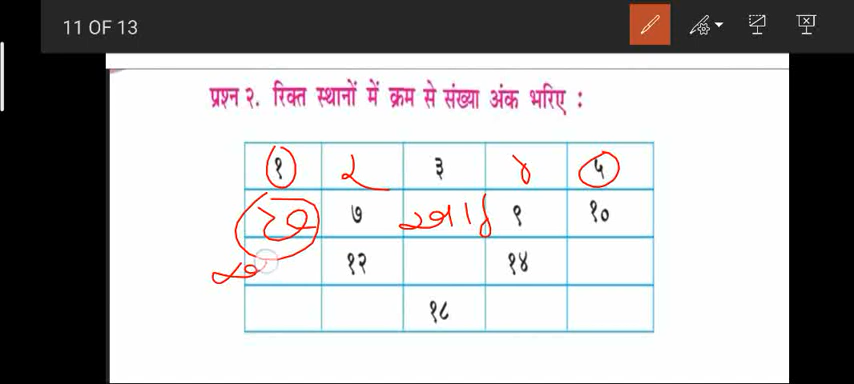 11 OF 13
प्रश्न २. रिक्त स्थानों में क्रम से संख्या अंक भरिए :
१ २ ३ ४ ५
७ ९ १०
१२ १४
१८